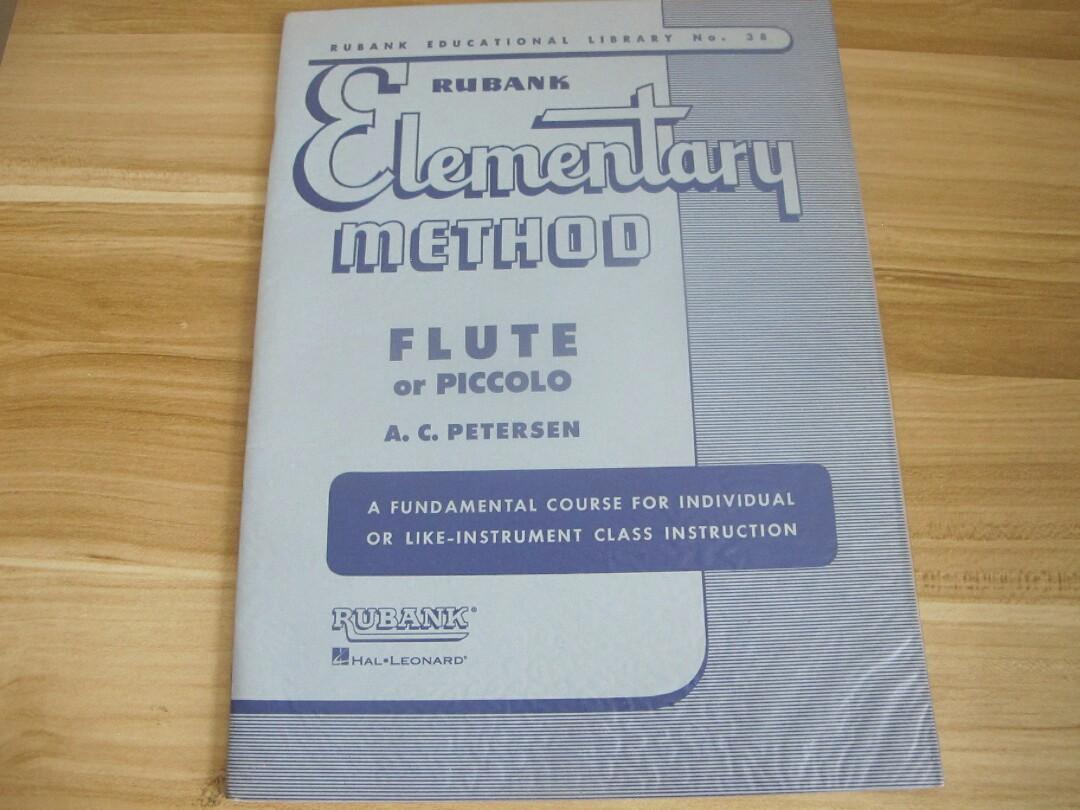 RUBANK EDUCATIONAL LIBRARY No. 38
RUBANK
Elementary
METHOD
FLUTE
or PICCOLO
A. C. PETERSEN
A FUNDAMENTAL COURSE FOR INDIVIDUAL
OR LIKE-INSTRUMENT CLASS INSTRUCTION
RUBANK®
HAL•LEONARD®